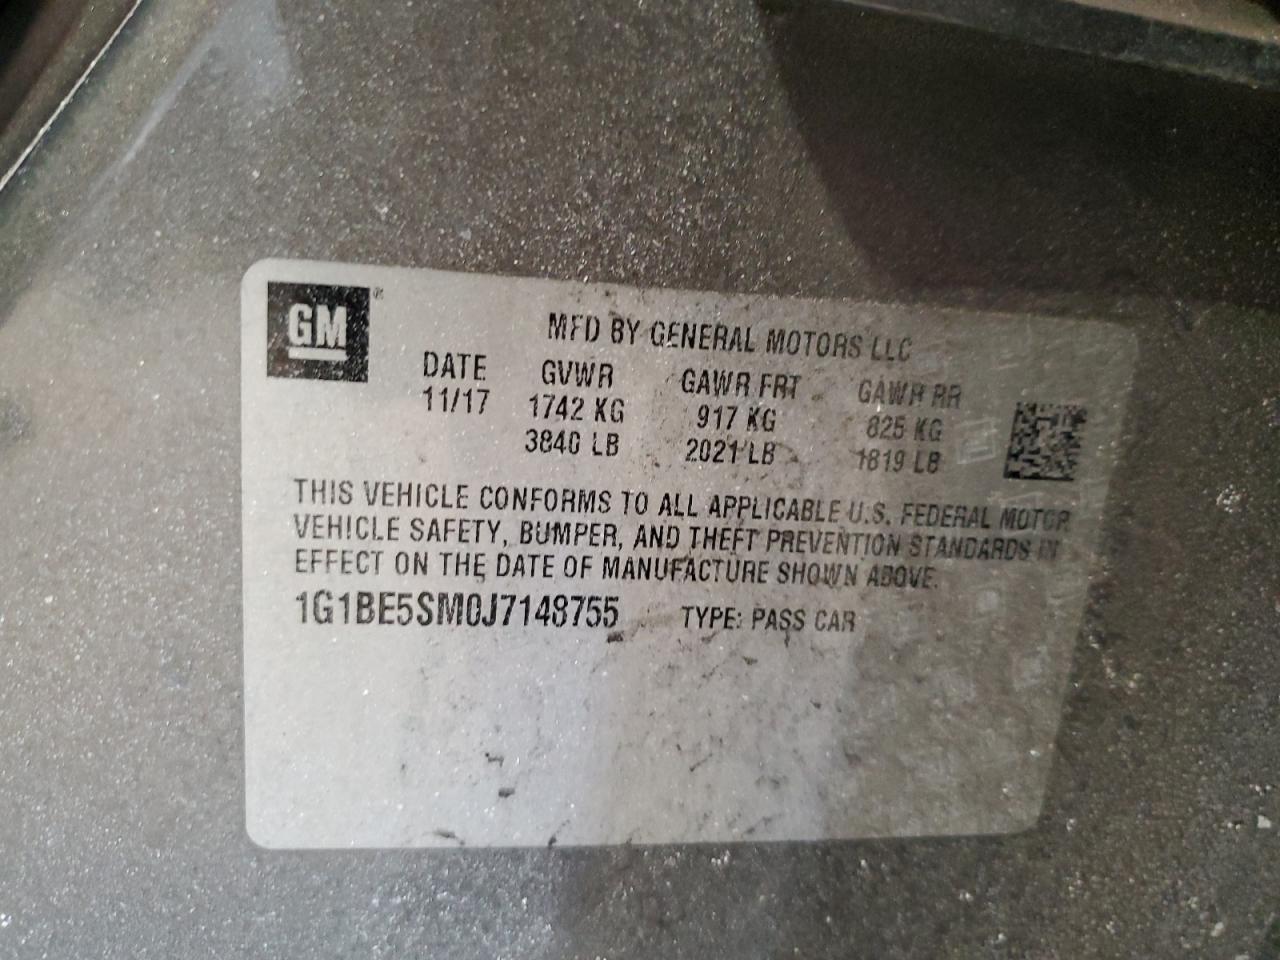 GM®
MFD BY GENERAL MOTORS LLC
DATE GVWR GAWR FRT GAWR RR
11/17 1742 KG 917 KG 825 KG
3840 LB 2021 LB 1819 LB
THIS VEHICLE CONFORMS TO ALL APPLICABLE U.S. FEDERAL MOTOR
VEHICLE SAFETY, BUMPER, AND THEFT PREVENTION STANDARDS IN
EFFECT ON THE DATE OF MANUFACTURE SHOWN ABOVE.
1G1BE5SM0J7148755 TYPE: PASS CAR